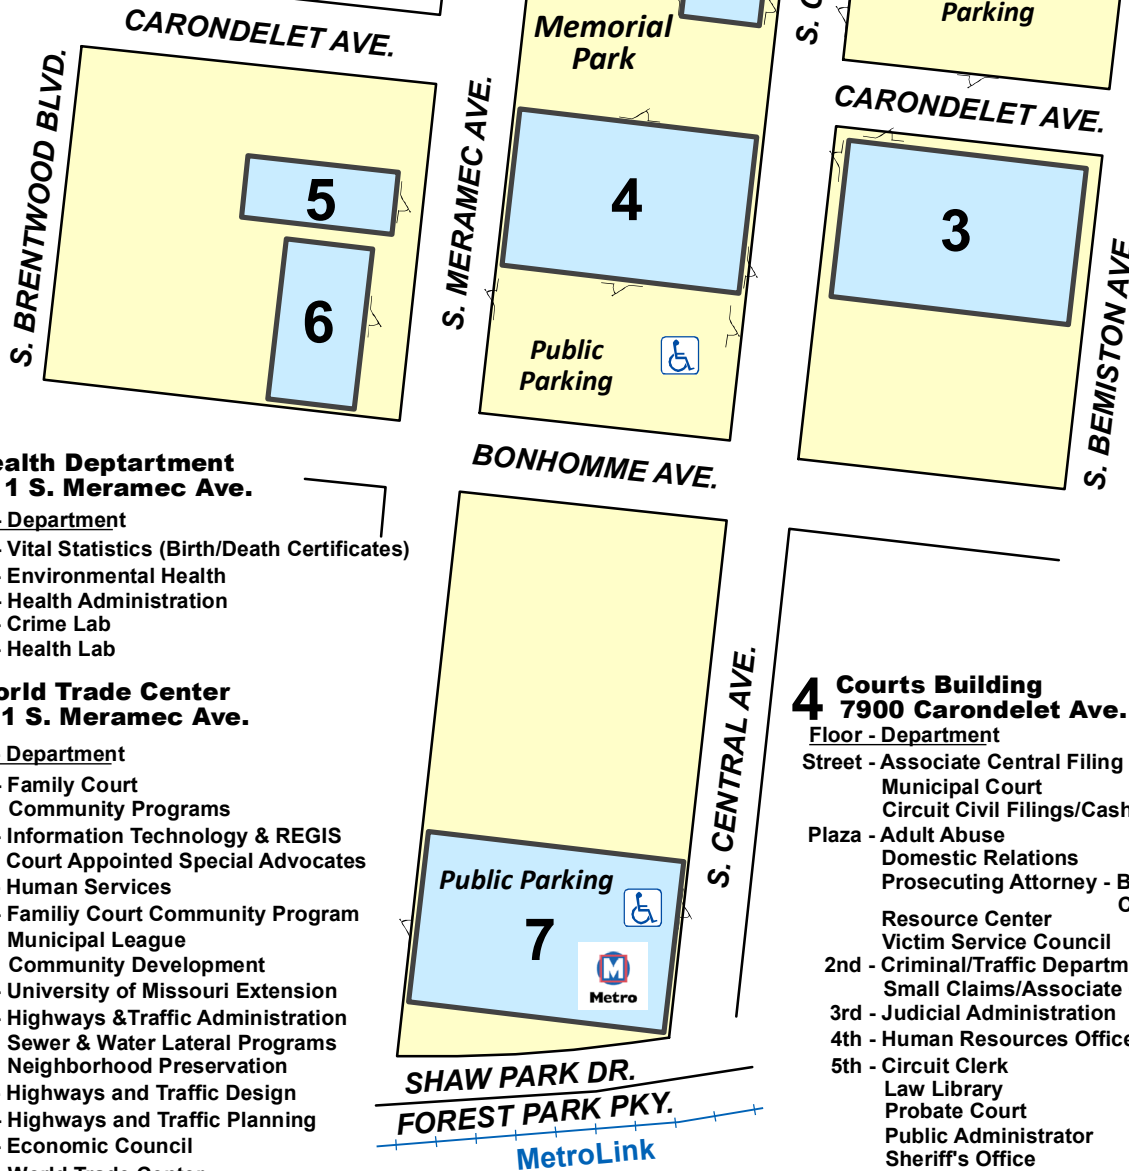 CARONDELET AVE.
Memorial
Park
S. C
Parking
CARONDELET AVE.
S. BRENTWOOD BLVD.
S. MERAMEC AVE.
5
4
3
6
Public
Parking
S. BEMISTON AVE
BONHOMME AVE.
ealth Deptartment
1 S. Meramec Ave.
- Department
- Vital Statistics (Birth/Death Certificates)
- Environmental Health
- Health Administration
- Crime Lab
- Health Lab
orld Trade Center
1 S. Meramec Ave.
Department
- Family Court
Community Programs
- Information Technology & REGIS
Court Appointed Special Advocates
- Human Services
- Familiy Court Community Program
Municipal League
Community Development
- University of Missouri Extension
- Highways &Traffic Administration
Sewer & Water Lateral Programs
Neighborhood Preservation
- Highways and Traffic Design
- Highways and Traffic Planning
- Economic Council
World Trade Center
S. CENTRAL AVE.
Public Parking
7
M
Metro
SHAW PARK DR.
FOREST PARK PKY.
MetroLink
4 Courts Building
7900 Carondelet Ave.
Floor - Department
Street - Associate Central Filing
Municipal Court
Circuit Civil Filings/Cash
Plaza - Adult Abuse
Domestic Relations
Prosecuting Attorney - B
C
Resource Center
Victim Service Council
2nd - Criminal/Traffic Departm
Small Claims/Associate
3rd - Judicial Administration
4th - Human Resources Office
5th - Circuit Clerk
Law Library
Probate Court
Public Administrator
Sheriff's Office